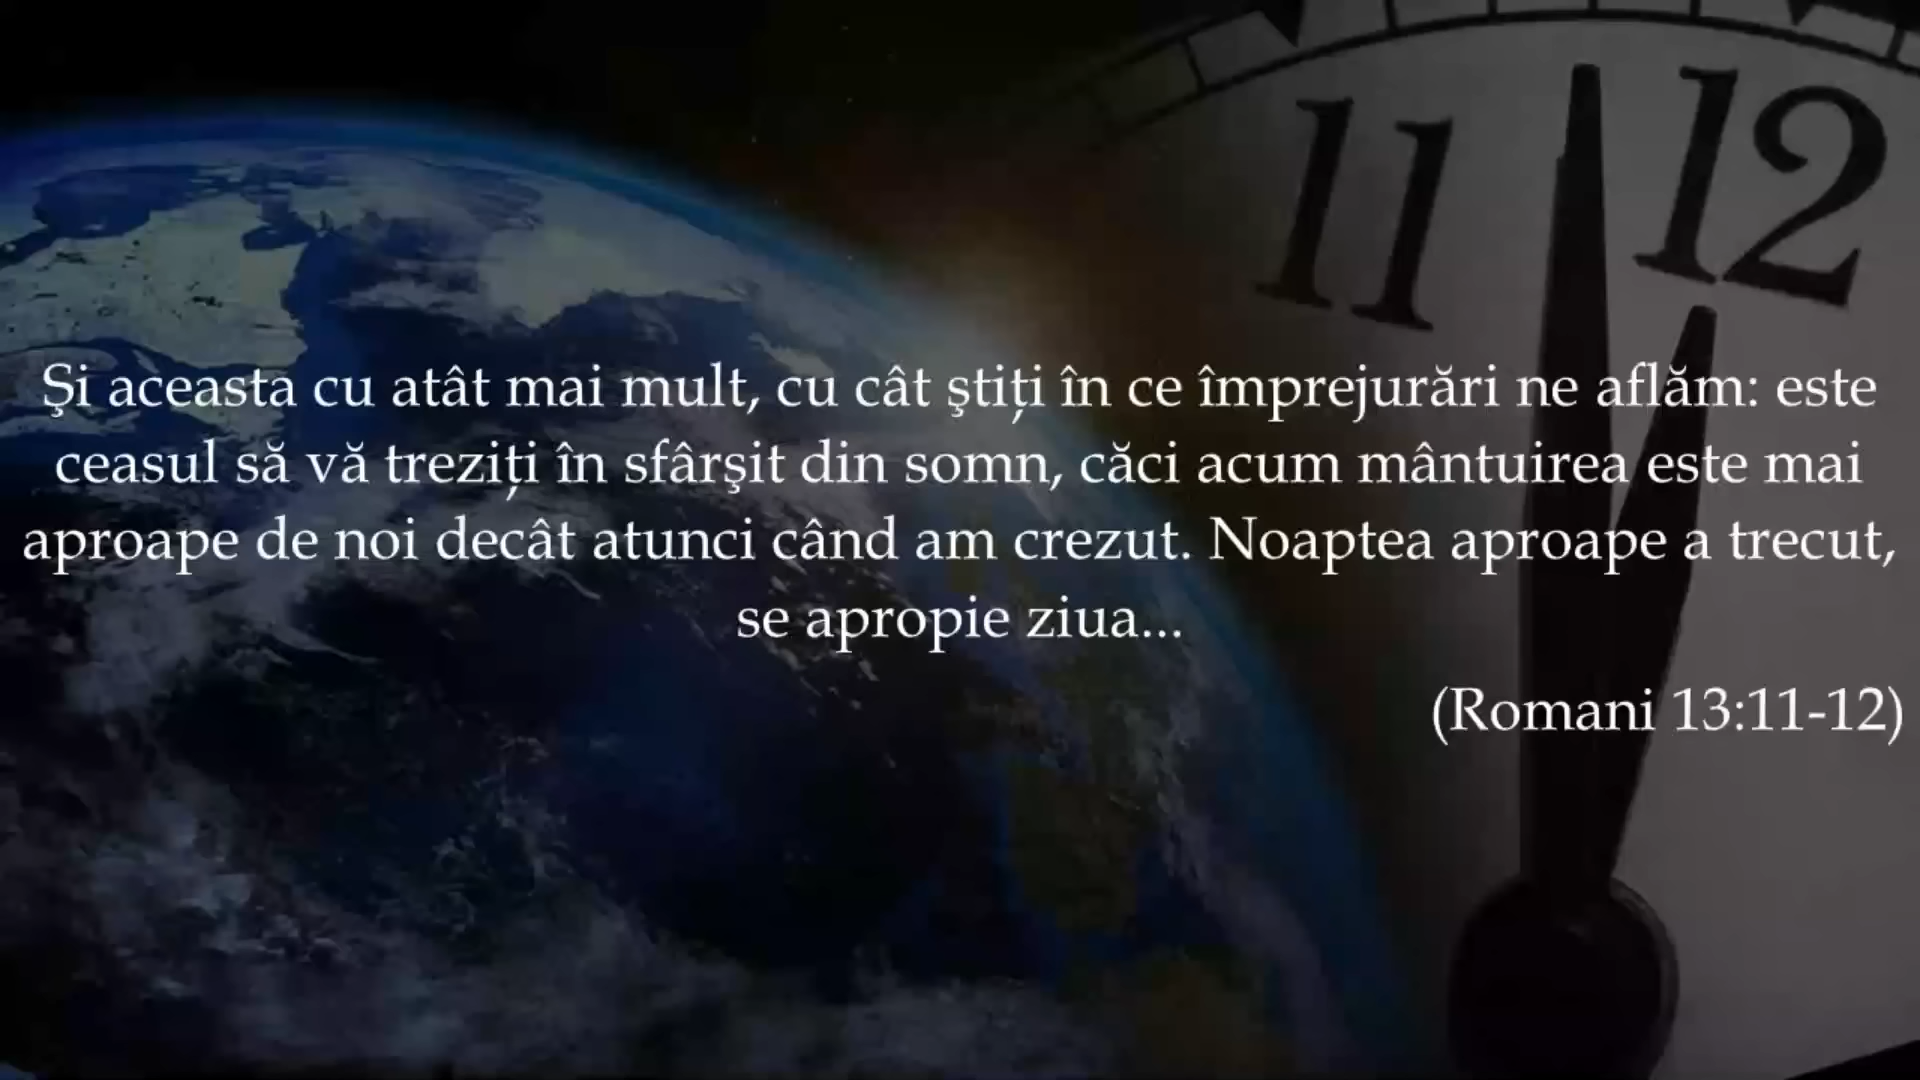 11 12
Şi aceasta cu atât mai mult, cu cât ştiți în ce împrejurări ne aflăm: este
ceasul să vă treziți în sfârşit din somn, căci acum mântuirea este mai
aproape de noi decât atunci când am crezut. Noaptea aproape a trecut,
se apropie ziua...
(Romani 13:11-12)